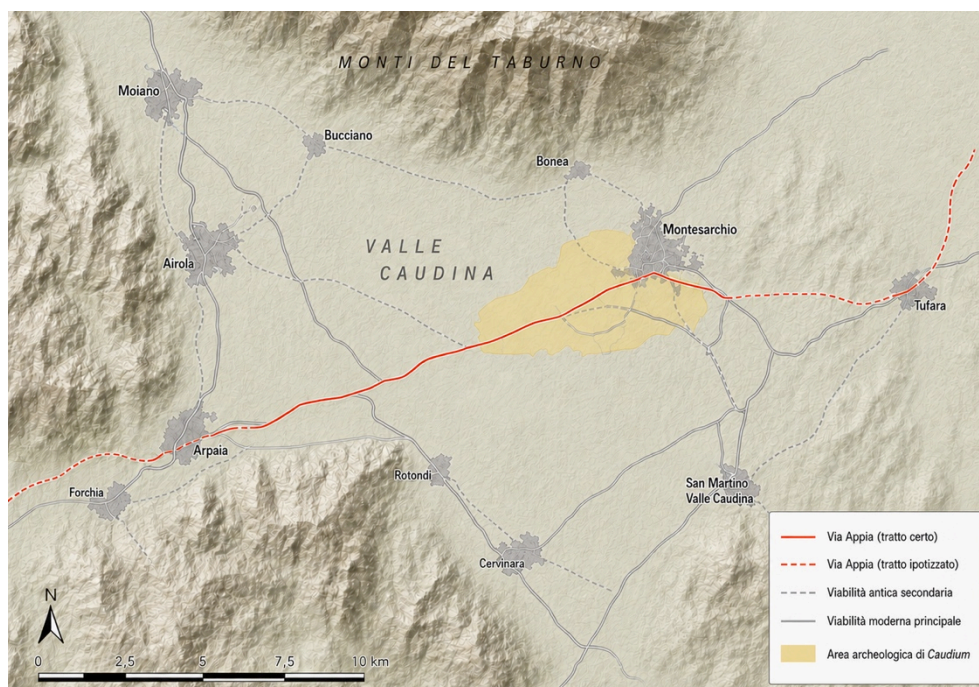 MONTI DEL TABURNO
Moiano
Bucciano
Bonea
Montesarchio
VALLE
CAUDINA
Airola
Tufara
Arpaia
Rotondi
Forchia
San Martino
Valle Caudina
Cervinara
Via Appia (tratto certo)
Via Appia (tratto ipotizzato)
Viabilità antica secondaria
Viabilità moderna principale
Area archeologica di Caudium
N
0 2,5 5 7,5 10 km